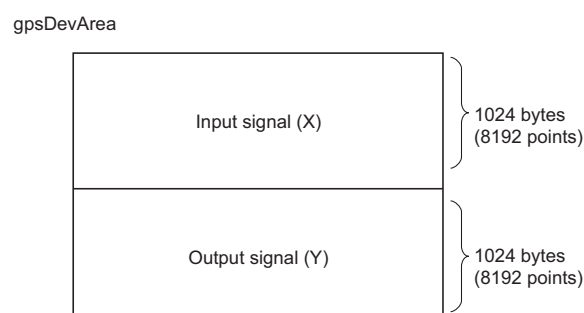 gpsDevArea
Input signal (X)
1024 bytes
(8192 points)
Output signal (Y)
1024 bytes
(8192 points)